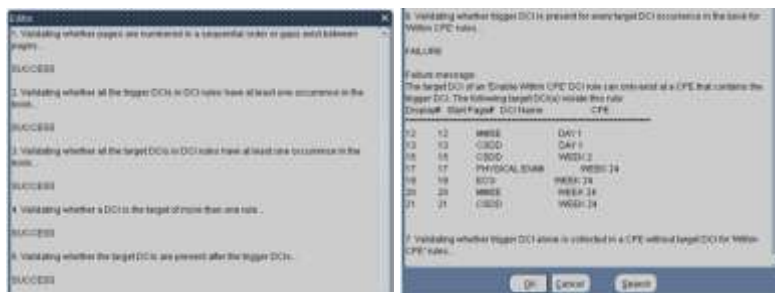 Editor
1. Validating whether pages are numbered in a sequential order or gaps exist between
pages...
SUCCESS
2. Validating whether all the trigger DCIs in DCI rules have at least one occurrence in the
book...
SUCCESS
3. Validating whether all the target DCIs in DCI rules have at least one occurrence in the
book...
SUCCESS
4. Validating whether a DCI is the target of more than one rule...
SUCCESS
5. Validating whether the target DCIs are present after the trigger DCIs...
SUCCESS
6. Validating whether trigger DCI is present for every target DCI occurrence in the book for
'Within CPE' rules.
FAILURE
Failure message:
The target DCI of an 'Enable Within CPE' DCI rule can only exist at a CPE that contains the
trigger DCI. The following target DCI(s) violate this rule:
Display# Start Page# DCI Name CPE
12 12 MMSE DAY 1
13 13 CSDD DAY 1
15 15 CSDD WEEK 2
17 17 PHYSICAL EXAM WEEK 24
19 19 ECG WEEK 24
20 20 MMSE WEEK 24
21 21 CSDD WEEK 24
7. Validating whether trigger DCI alone is collected in a CPE without target DCI for 'Within
CPE' rules...
OK Cancel Search